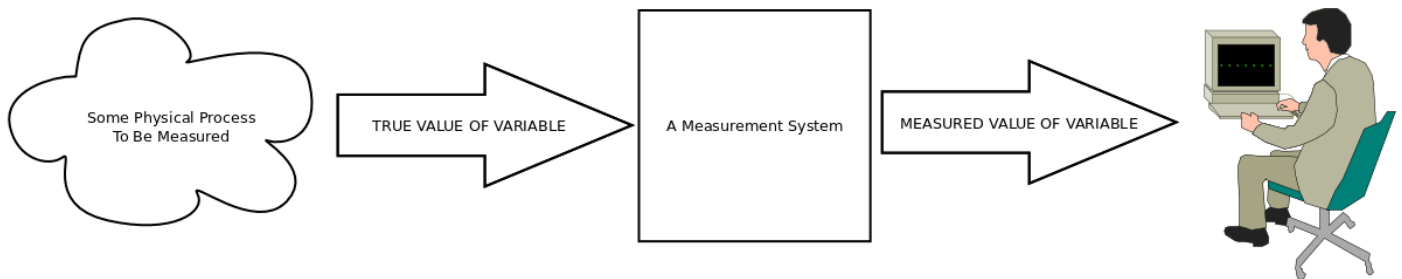 Some Physical Process
To Be Measured
TRUE VALUE OF VARIABLE
A Measurement System
MEASURED VALUE OF VARIABLE